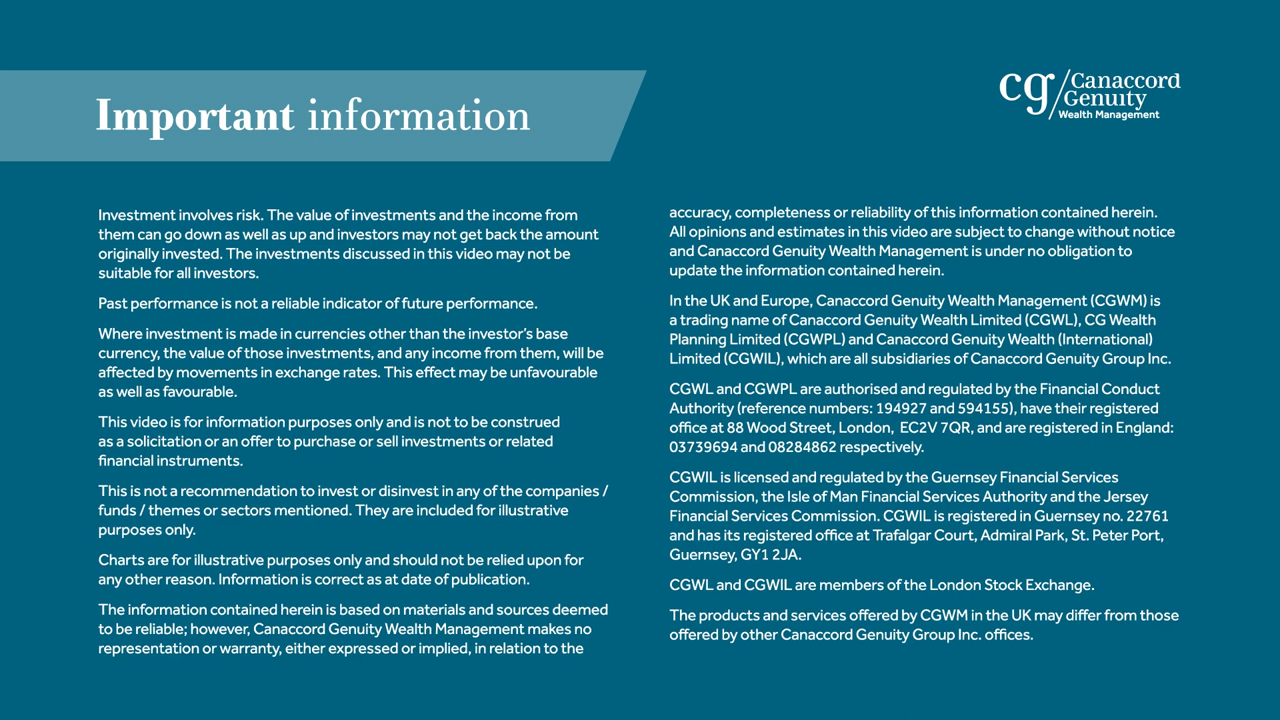 Important information
cg/Canaccord
Genuity
Wealth Management
Investment involves risk. The value of investments and the income from
them can go down as well as up and investors may not get back the amount
originally invested. The investments discussed in this video may not be
suitable for all investors.
Past performance is not a reliable indicator of future performance.
Where investment is made in currencies other than the investor's base
currency, the value of those investments, and any income from them, will be
affected by movements in exchange rates. This effect may be unfavourable
as well as favourable.
This video is for information purposes only and is not to be construed
as a solicitation or an offer to purchase or sell investments or related
financial instruments.
This is not a recommendation to invest or disinvest in any of the companies /
funds / themes or sectors mentioned. They are included for illustrative
purposes only.
Charts are for illustrative purposes only and should not be relied upon for
any other reason. Information is correct as at date of publication.
The information contained herein is based on materials and sources deemed
to be reliable; however, Canaccord Genuity Wealth Management makes no
representation or warranty, either expressed or implied, in relation to the
accuracy, completeness or reliability of this information contained herein.
All opinions and estimates in this video are subject to change without notice
and Canaccord Genuity Wealth Management is under no obligation to
update the information contained herein.
In the UK and Europe, Canaccord Genuity Wealth Management (CGWM) is
a trading name of Canaccord Genuity Wealth Limited (CGWL), CG Wealth
Planning Limited (CGWPL) and Canaccord Genuity Wealth (International)
Limited (CGWIL), which are all subsidiaries of Canaccord Genuity Group Inc.
CGWL and CGWPL are authorised and regulated by the Financial Conduct
Authority (reference numbers: 194927 and 594155), have their registered
office at 88 Wood Street, London, EC2V 7QR, and are registered in England:
03739694 and 08284862 respectively.
CGWIL is licensed and regulated by the Guernsey Financial Services
Commission, the Isle of Man Financial Services Authority and the Jersey
Financial Services Commission. CGWIL is registered in Guernsey no. 22761
and has its registered office at Trafalgar Court, Admiral Park, St. Peter Port,
Guernsey, GY1 2JA.
CGWL and CGWIL are members of the London Stock Exchange.
The products and services offered by CGWM in the UK may differ from those
offered by other Canaccord Genuity Group Inc. offices.